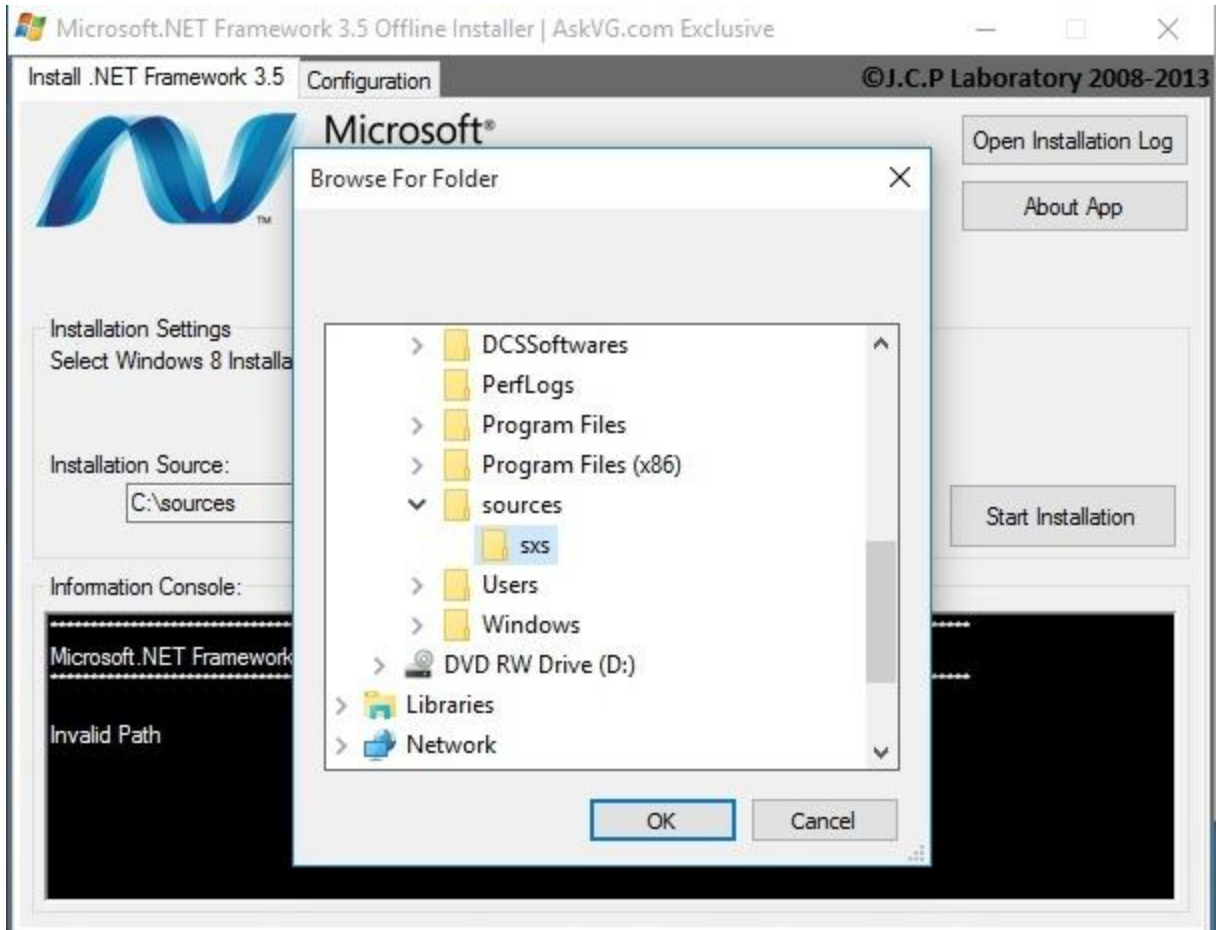 Microsoft.NET Framework 3.5 Offline Installer | AskVG.com Exclusive
Install .NET Framework 3.5
Configuration
©J.C.P Laboratory 2008-2013
Microsoft®
Open Installation Log
About App
TM
Browse For Folder
Installation Settings
Select Windows 8 Installa
Installation Source:
C:\sources
Start Installation
DCSSoftwares
PerfLogs
Program Files
Program Files (x86)
sources
sxs
Users
Windows
DVD RW Drive (D:)
Libraries
Network
OK
Cancel
Information Console:
Microsoft.NET Framework
Invalid Path